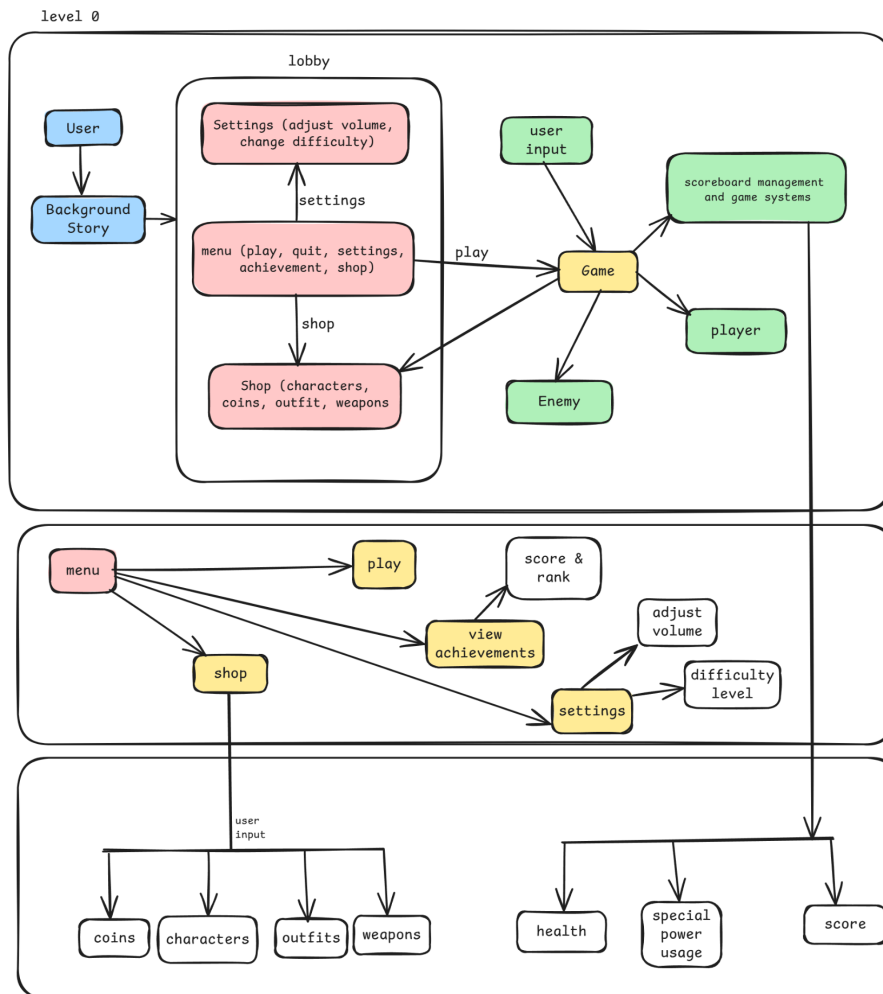 level 0
lobby
User
Background
Story
Settings (adjust volume,
change difficulty)
settings
menu (play, quit, settings,
achievement, shop)
play
shop
Shop (characters,
coins, outfit, weapons
user
input
scoreboard management
and game systems
Game
player
Enemy
menu
play
score &
rank
view
achievements
adjust
volume
shop
difficulty
level
settings
user
input
coins
characters
outfits
weapons
health
special
power
usage
score